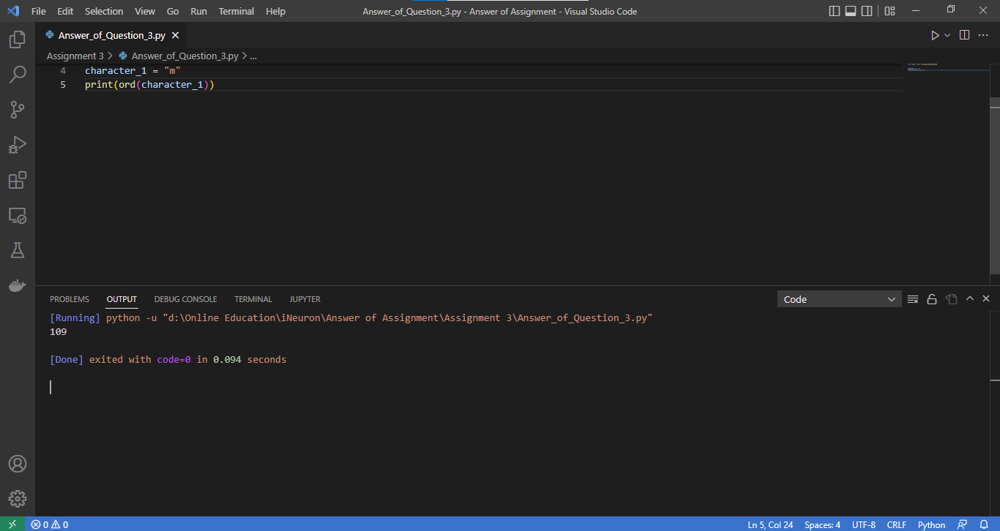 File Edit Selection View Go Run Terminal Help Answer_of_Question_3.py - Answer of Assignment - Visual Studio Code
Answer_of_Question_3.py
Assignment 3 > Answer_of_Question_3.py > ...
4 character_1 = "m"
5 print(ord(character_1))
PROBLEMS OUTPUT DEBUG CONSOLE TERMINAL JUPYTER Code
[Running] python -u "d:\Online Education\iNeuron\Answer of Assignment\Assignment 3\Answer_of_Question_3.py"
109
[Done] exited with code=0 in 0.094 seconds
0 0 Ln 5, Col 24 Spaces: 4 UTF-8 CRLF Python